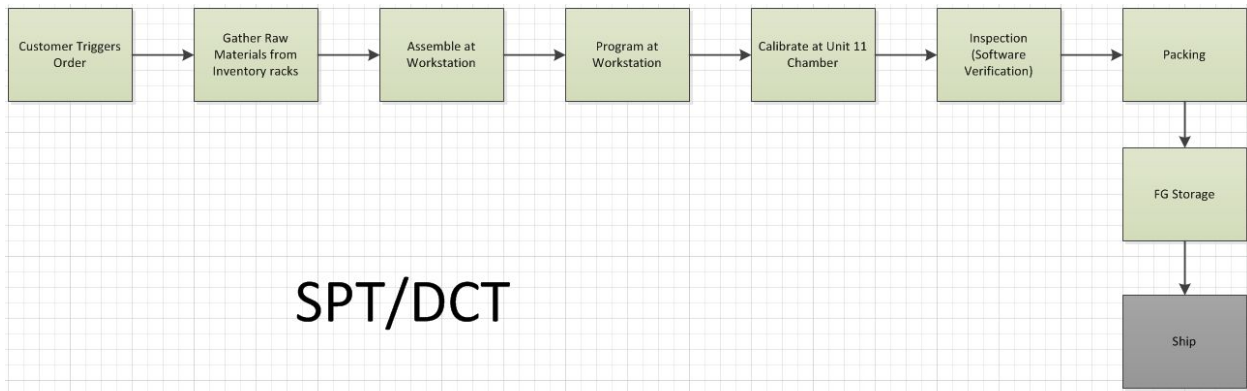 Customer Triggers
Order
Gather Raw
Materials from
Inventory racks
Assemble at
Workstation
Program at
Workstation
Calibrate at Unit 11
Chamber
Inspection
(Software
Verification)
Packing
FG Storage
SPT/DCT
Ship